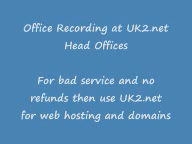 Office Recording at UK2.net
Head Offices
For bad service and no
refunds then use UK2.net
for web hosting and domains